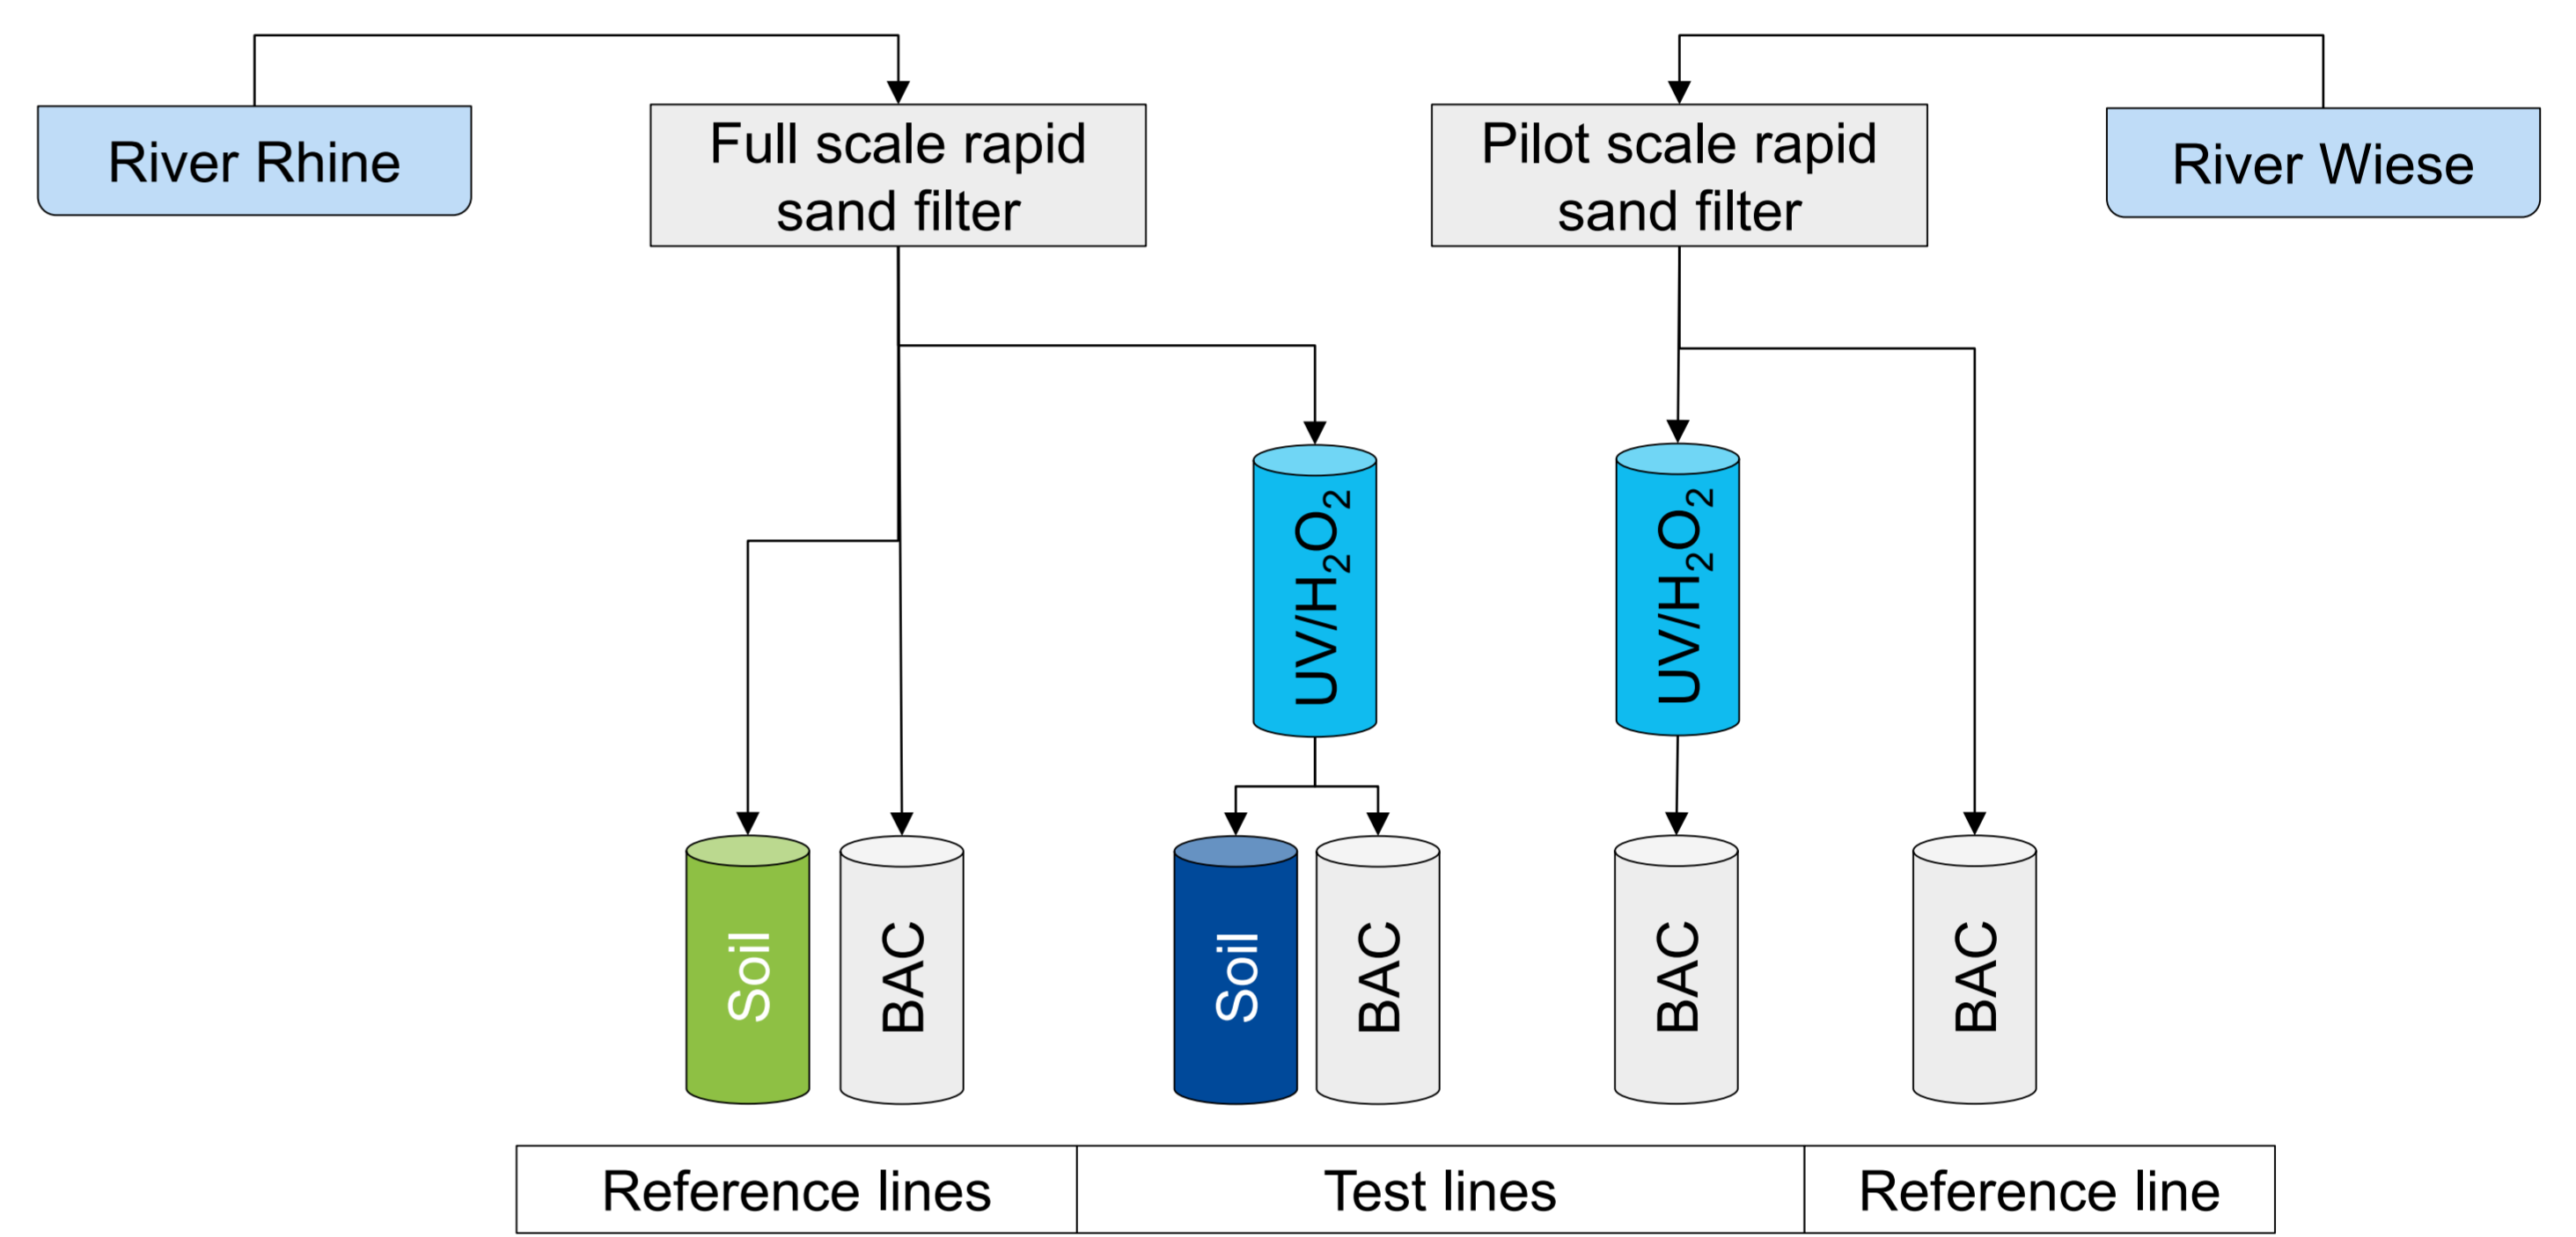 River Rhine
Full scale rapid
sand filter
Pilot scale rapid
sand filter
River Wiese
UV/H₂O₂
UV/H₂O₂
Soil
BAC
Soil
BAC
BAC
BAC
Reference lines
Test lines
Reference line